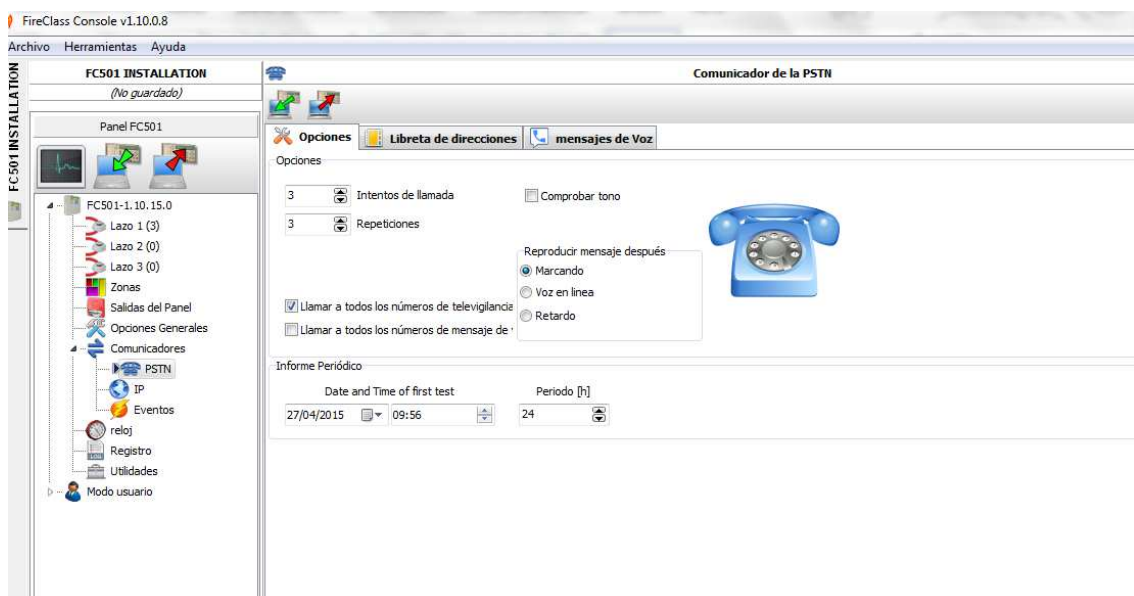 FireClass Console v1.10.0.8
Archivo Herramientas Ayuda
FC501 INSTALLATION
FC501 INSTALLATION
(No guardado)
Panel FC501
FC501-1.10.15.0
Lazo 1 (3)
Lazo 2 (0)
Lazo 3 (0)
Zonas
Salidas del Panel
Opciones Generales
Comunicadores
PSTN
IP
Eventos
reloj
Registro
Utilidades
Modo usuario
Comunicador de la PSTN
Opciones Libreta de direcciones mensajes de Voz
Opciones
3 Intentos de llamada
Comprobar tono
3 Repeticiones
Reproducir mensaje después
Marcando
Voz en linea
Retardo
Llamar a todos los números de televigilancia
Llamar a todos los números de mensaje de
Informe Periódico
Date and Time of first test Periodo [h]
27/04/2015 09:56 24